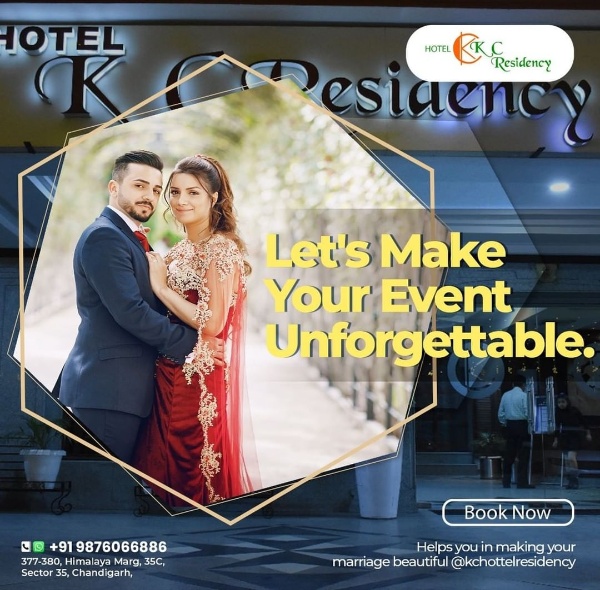 HOTEL
K C Residency
HOTEL K C
Residency
Let's Make
Your Event
Unforgettable.
Book Now
+91 9876066886
377-380, Himalaya Marg, 35C,
Sector 35, Chandigarh,
Helps you in making your
marriage beautiful @kchottelresidency